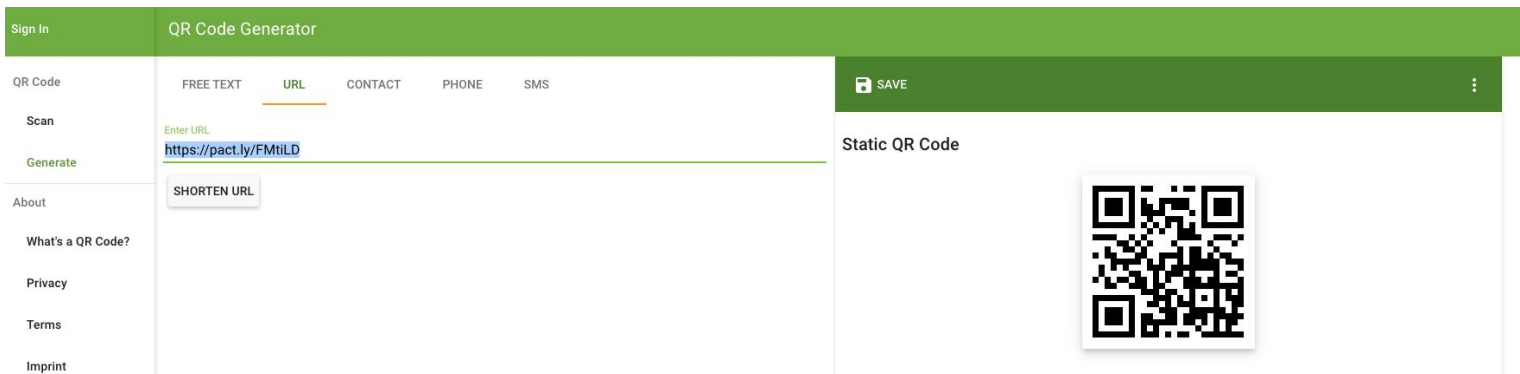 Sign In
QR Code Generator
QR Code
Scan
Generate
About
What's a QR Code?
Privacy
Terms
Imprint
FREE TEXT URL CONTACT PHONE SMS
Enter URL
https://pact.ly/FMtiLD
SHORTEN URL
SAVE
Static QR Code